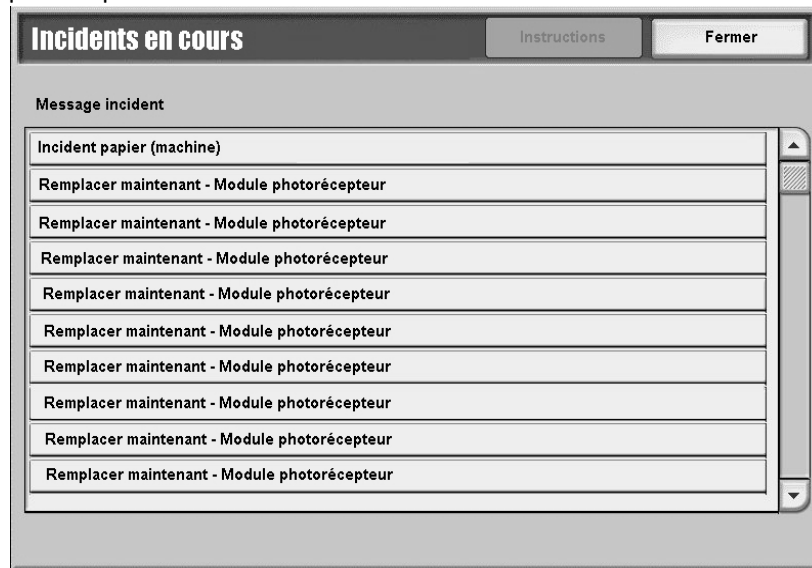 Incidents en cours
Instructions
Fermer
Message incident
Incident papier (machine)
Remplacer maintenant - Module photorécepteur
Remplacer maintenant - Module photorécepteur
Remplacer maintenant - Module photorécepteur
Remplacer maintenant - Module photorécepteur
Remplacer maintenant - Module photorécepteur
Remplacer maintenant - Module photorécepteur
Remplacer maintenant - Module photorécepteur
Remplacer maintenant - Module photorécepteur
Remplacer maintenant - Module photorécepteur